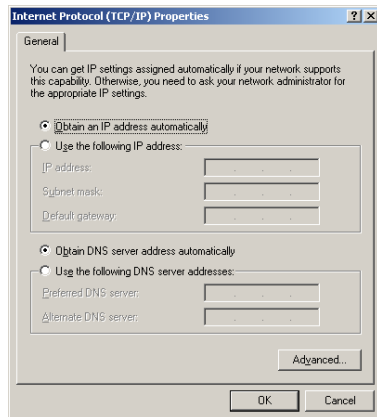 Internet Protocol (TCP/IP) Properties
General
You can get IP settings assigned automatically if your network supports
this capability. Otherwise, you need to ask your network administrator for
the appropriate IP settings.
Obtain an IP address automatically
Use the following IP address:
IP address:
Subnet mask:
Default gateway:
Obtain DNS server address automatically
Use the following DNS server addresses:
Preferred DNS server:
Alternate DNS server:
Advanced...
OK Cancel